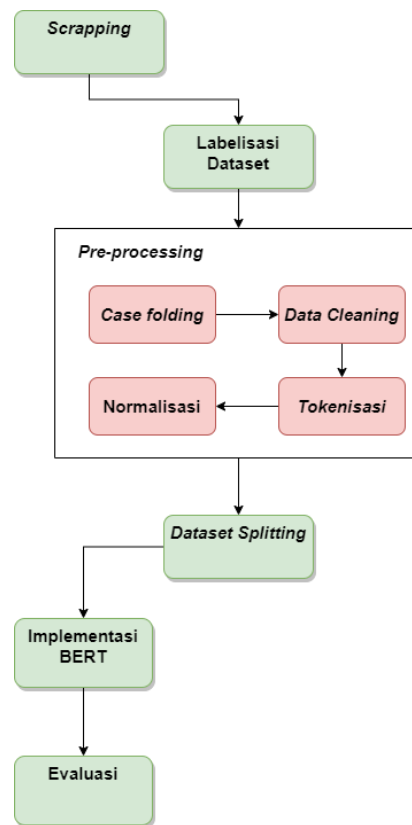 Scrapping
Labelisasi
Dataset
Pre-processing
Case folding
Data Cleaning
Normalisasi
Tokenisasi
Dataset Splitting
Implementasi
BERT
Evaluasi